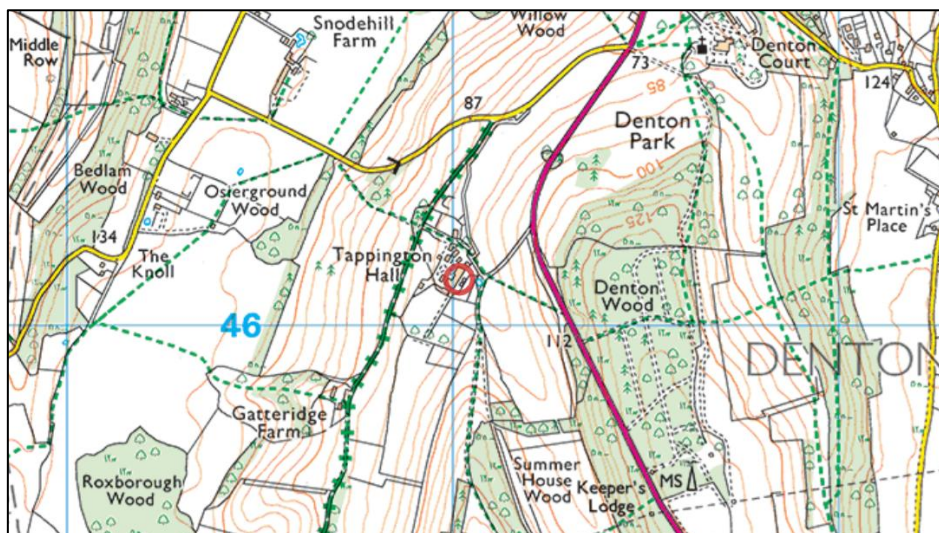 Snodehill
Farm
Willow
Wood
Middle
Row
Denton
Court
73
124
87
85
Denton
Park
100
Bedlam
Wood
Osierground
Wood
125
St Martin's
Place
134
The
Knoll
Tappington
Hall
Denton
Wood
46
112
DENTON
Gatteridge
Farm
Roxborough
Wood
Summer
House
Wood
Keeper's
Lodge
MS